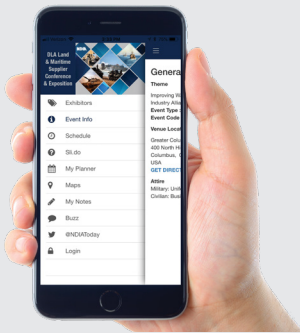 DLA Land
& Maritime
Supplier
Conference
& Exposition
Exhibitors
Event Info
Schedule
Sli.do
My Planner
Maps
My Notes
Buzz
@NDIAToday
Login
Genera
Theme
Improving W
Industry Allia
Event Type :
Event Code
Venue Locat
Greater Colu
400 North Hi
Columbus,
USA
GET DIRECT
Attire
Military: Unif
Civilian: Busi